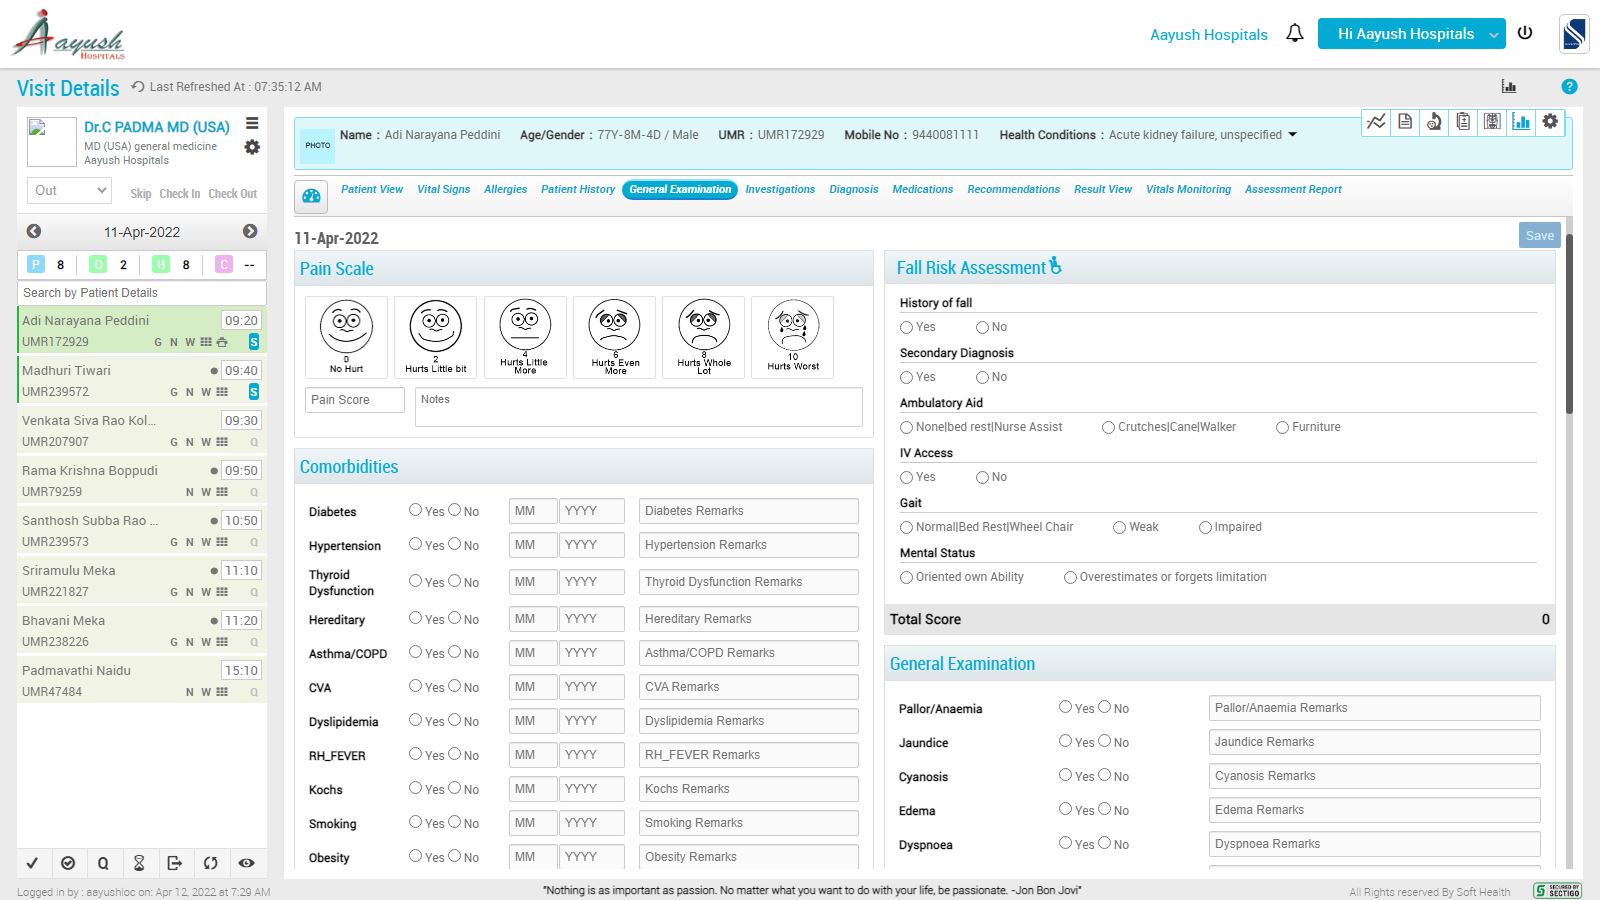 Aayush
HOSPITALS
Aayush Hospitals
Hi Aayush Hospitals
Visit Details
Last Refreshed At : 07:35:12 AM
?
Dr.C PADMA MD (USA)
MD (USA) general medicine
Aayush Hospitals
Out
Skip Check In Check Out
11-Apr-2022
P 8 Q 2 B 8 C --
Search by Patient Details
Adi Narayana Peddini 09:20
UMR172929 G N W S
Madhuri Tiwari 09:40
UMR239572 G N W S
Venkata Siva Rao Kol... 09:30
UMR207907 G N W Q
Rama Krishna Boppudi 09:50
UMR79259 N W Q
Santhosh Subba Rao ... 10:50
UMR239573 G N W Q
Sriramulu Meka 11:10
UMR221827 G N W Q
Bhavani Meka 11:20
UMR238226 G N W Q
Padmavathi Naidu 15:10
UMR47484 N W Q
Q
PHOTO
Name : Adi Narayana Peddini Age/Gender : 77Y-8M-4D / Male UMR : UMR172929 Mobile No : 9440081111 Health Conditions : Acute kidney failure, unspecified
Patient View Vital Signs Allergies Patient History General Examination Investigations Diagnosis Medications Recommendations Result View Vitals Monitoring Assessment Report
11-Apr-2022
Save
Pain Scale
0
No Hurt
2
Hurts Little bit
4
Hurts Little
More
6
Hurts Even
More
8
Hurts Whole
Lot
10
Hurts Worst
Pain Score
Notes
Comorbidities
Diabetes Yes No MM YYYY Diabetes Remarks
Hypertension Yes No MM YYYY Hypertension Remarks
Thyroid
Dysfunction Yes No MM YYYY Thyroid Dysfunction Remarks
Hereditary Yes No MM YYYY Hereditary Remarks
Asthma/COPD Yes No MM YYYY Asthma/COPD Remarks
CVA Yes No MM YYYY CVA Remarks
Dyslipidemia Yes No MM YYYY Dyslipidemia Remarks
RH_FEVER Yes No MM YYYY RH_FEVER Remarks
Kochs Yes No MM YYYY Kochs Remarks
Smoking Yes No MM YYYY Smoking Remarks
Obesity Yes No MM YYYY Obesity Remarks
Fall Risk Assessment
History of fall
Yes No
Secondary Diagnosis
Yes No
Ambulatory Aid
None|bed rest|Nurse Assist Crutches|Cane|Walker Furniture
IV Access
Yes No
Gait
Normal|Bed Rest|Wheel Chair Weak Impaired
Mental Status
Oriented own Ability Overestimates or forgets limitation
Total Score 0
General Examination
Pallor/Anaemia Yes No Pallor/Anaemia Remarks
Jaundice Yes No Jaundice Remarks
Cyanosis Yes No Cyanosis Remarks
Edema Yes No Edema Remarks
Dyspnoea Yes No Dyspnoea Remarks
Logged in by : aayushioc on: Apr 12, 2022 at 7:29 AM
"Nothing is as important as passion. No matter what you want to do with your life, be passionate. -Jon Bon Jovi"
All Rights reserved By Soft Health
S SECURED BY
SECTIGO